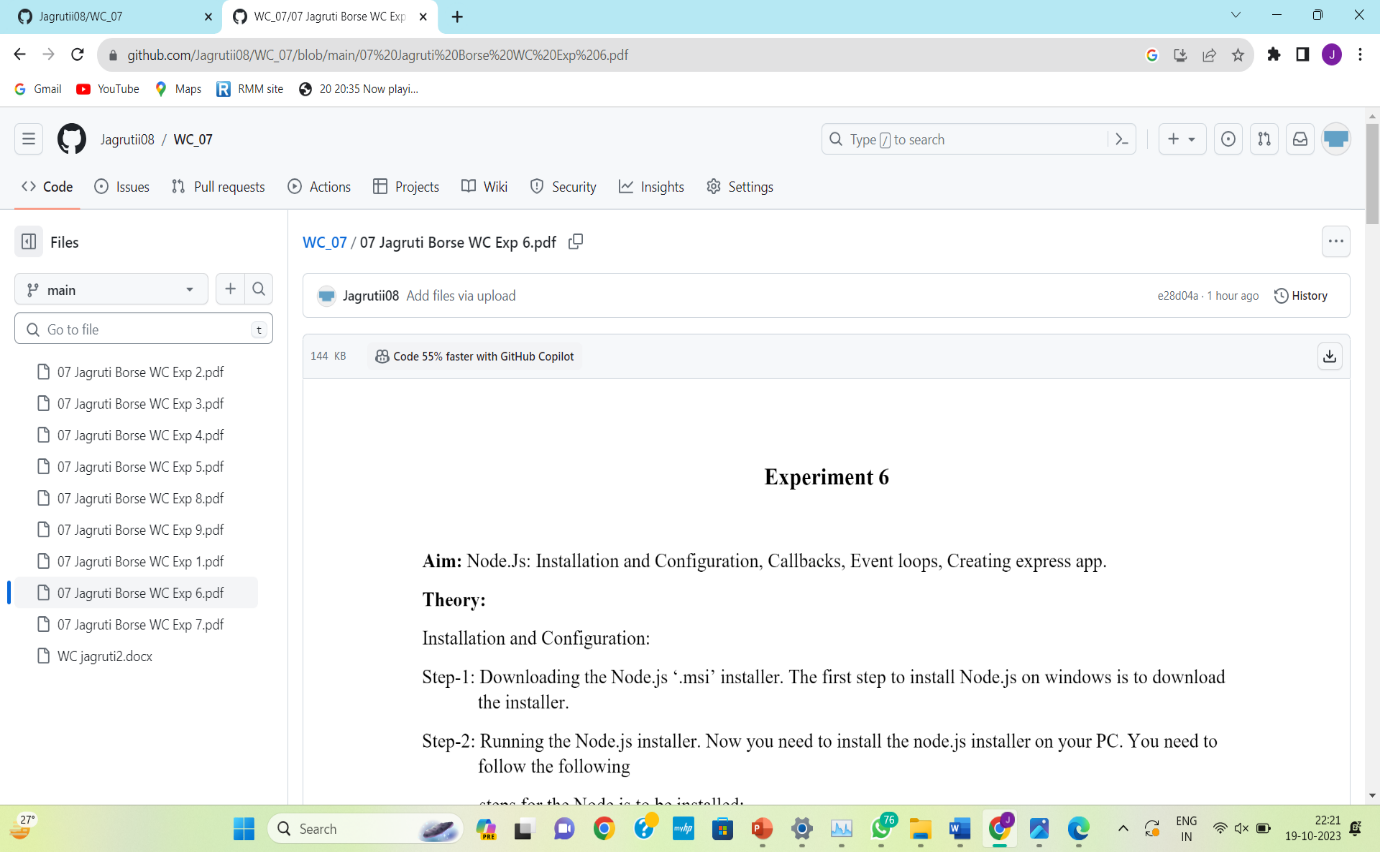 Jagrutii08/WC_07
WC_07/07 Jagruti Borse WC Exp
github.com/Jagrutii08/WC_07/blob/main/07%20Jagruti%20Borse%20WC%20Exp%206.pdf
J
Gmail
YouTube
Maps
R RMM site
20 20:35 Now playi...
Jagrutii08 / WC_07
Type / to search
Code
Issues
Pull requests
Actions
Projects
Wiki
Security
Insights
Settings
Files
WC_07 / 07 Jagruti Borse WC Exp 6.pdf
main
Jagrutii08 Add files via upload
e28d04a · 1 hour ago
History
Go to file
t
144 KB
Code 55% faster with GitHub Copilot
07 Jagruti Borse WC Exp 2.pdf
07 Jagruti Borse WC Exp 3.pdf
07 Jagruti Borse WC Exp 4.pdf
07 Jagruti Borse WC Exp 5.pdf
07 Jagruti Borse WC Exp 8.pdf
07 Jagruti Borse WC Exp 9.pdf
07 Jagruti Borse WC Exp 1.pdf
07 Jagruti Borse WC Exp 6.pdf
07 Jagruti Borse WC Exp 7.pdf
WC jagruti2.docx
Experiment 6
Aim: Node.Js: Installation and Configuration, Callbacks, Event loops, Creating express app.
Theory:
Installation and Configuration:
Step-1: Downloading the Node.js ‘.msi’ installer. The first step to install Node.js on windows is to download
the installer.
Step-2: Running the Node.js installer. Now you need to install the node.js installer on your PC. You need to
follow the following
steps for the Node.js to be installed:
27°
Search
PRE
myhp
76
J
ENG
IN
22:21
19-10-2023